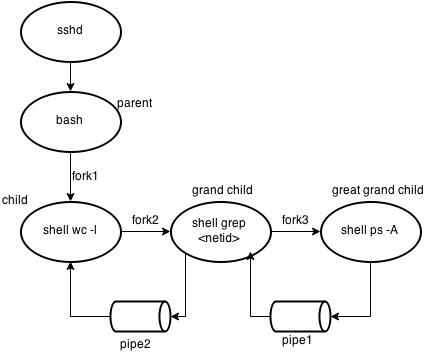 sshd
parent
bash
fork1
child
grand child
great grand child
shell wc -l
fork2
shell grep
<netid>
fork3
shell ps -A
pipe2
pipe1